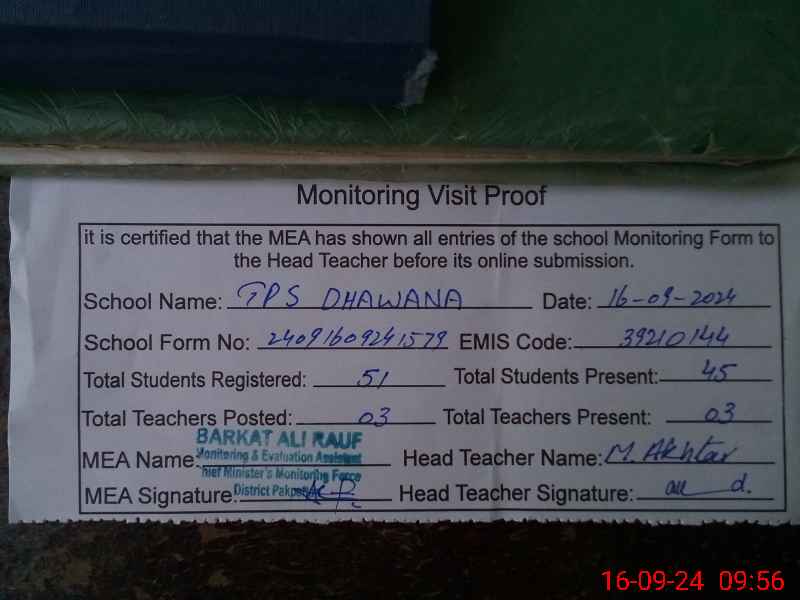 Monitoring Visit Proof
it is certified that the MEA has shown all entries of the school Monitoring Form to
the Head Teacher before its online submission.
School Name: TPS DHAWANA Date: 16-09-2024
School Form No: 24091609241579 EMIS Code: 39210144
Total Students Registered: 51 Total Students Present: 45
Total Teachers Posted: 03 Total Teachers Present: 03
BARKAT ALI RAUF
Monitoring & Evaluation Assistant
MEA Name: Head Teacher Name: M. Akhtar
Chief Minister's Monitoring Force
District
MEA Signature: Head Teacher Signature:
16-09-24 09:56